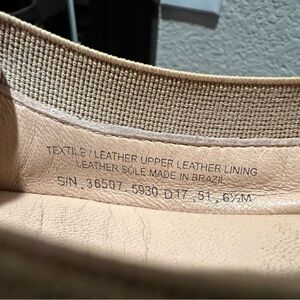 TEXTILE / LEATHER UPPER LEATHER LINING
LEATHER SOLE MADE IN BRAZIL
S/N , 36507 , 5930 D17 , 51 , 6½M